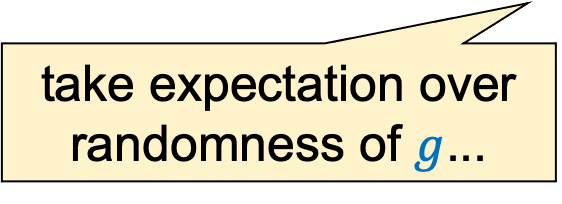 take expectation over
randomness of g...